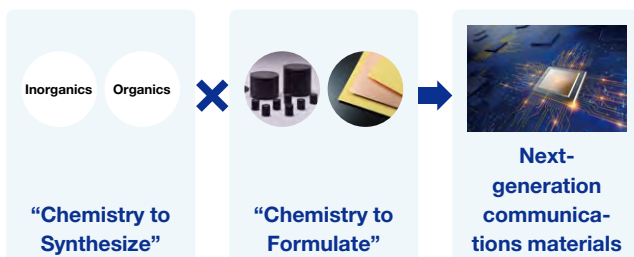 Inorganics
Organics
“Chemistry to
Synthesize”
“Chemistry to
Formulate”
Next-
generation
communica-
tions materials